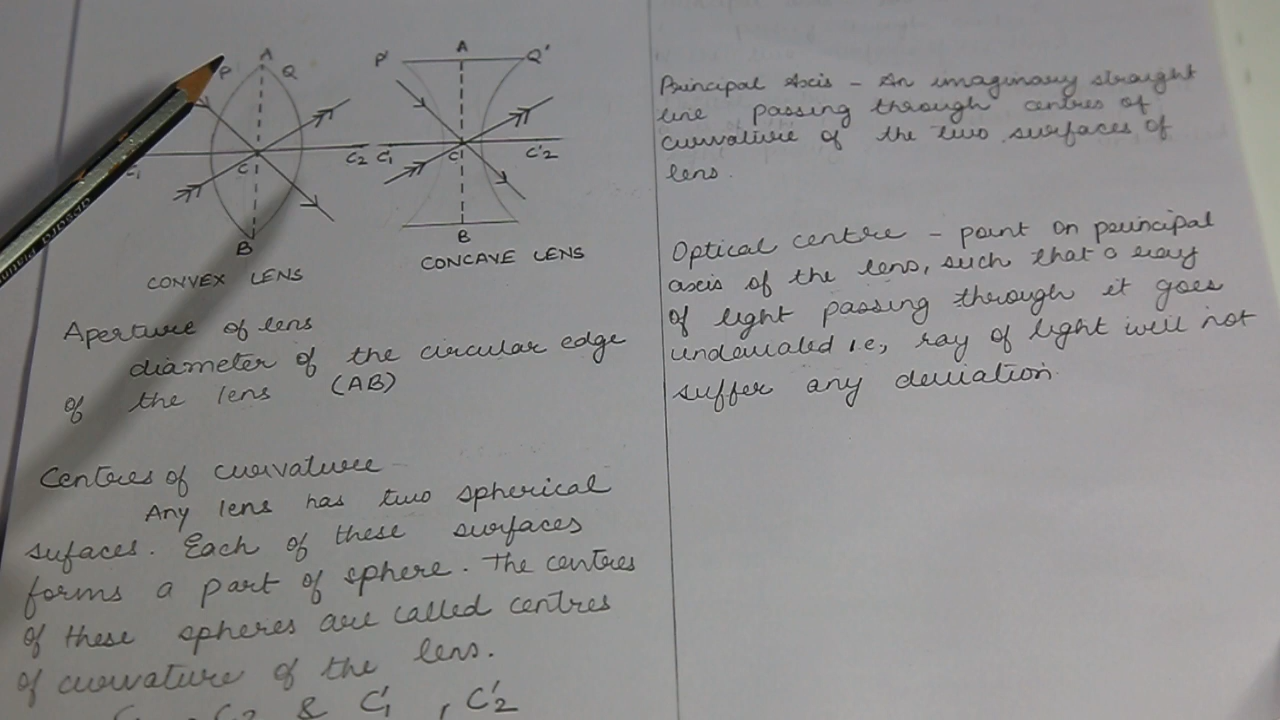 A
P Q
C
C2
B
CONVEX LENS
P' A Q'
C'1 C' C'2
B
CONCAVE LENS
Aperture of lens
diameter of the circular edge
of the lens (AB)
Centres of curvature
Any lens has two spherical
sufaces. Each of these surfaces
forms a part of sphere. The centres
of these spheres are called centres
of curvature of the lens.
& C'1 , C'2
Principal Axis - An imaginary straight
line passing through centres of
curvature of the two surfaces of
lens.
Optical centre - point on principal
axis of the lens, such that a ray
of light passing through it goes
undeviated i.e, ray of light will not
suffer any deviation.